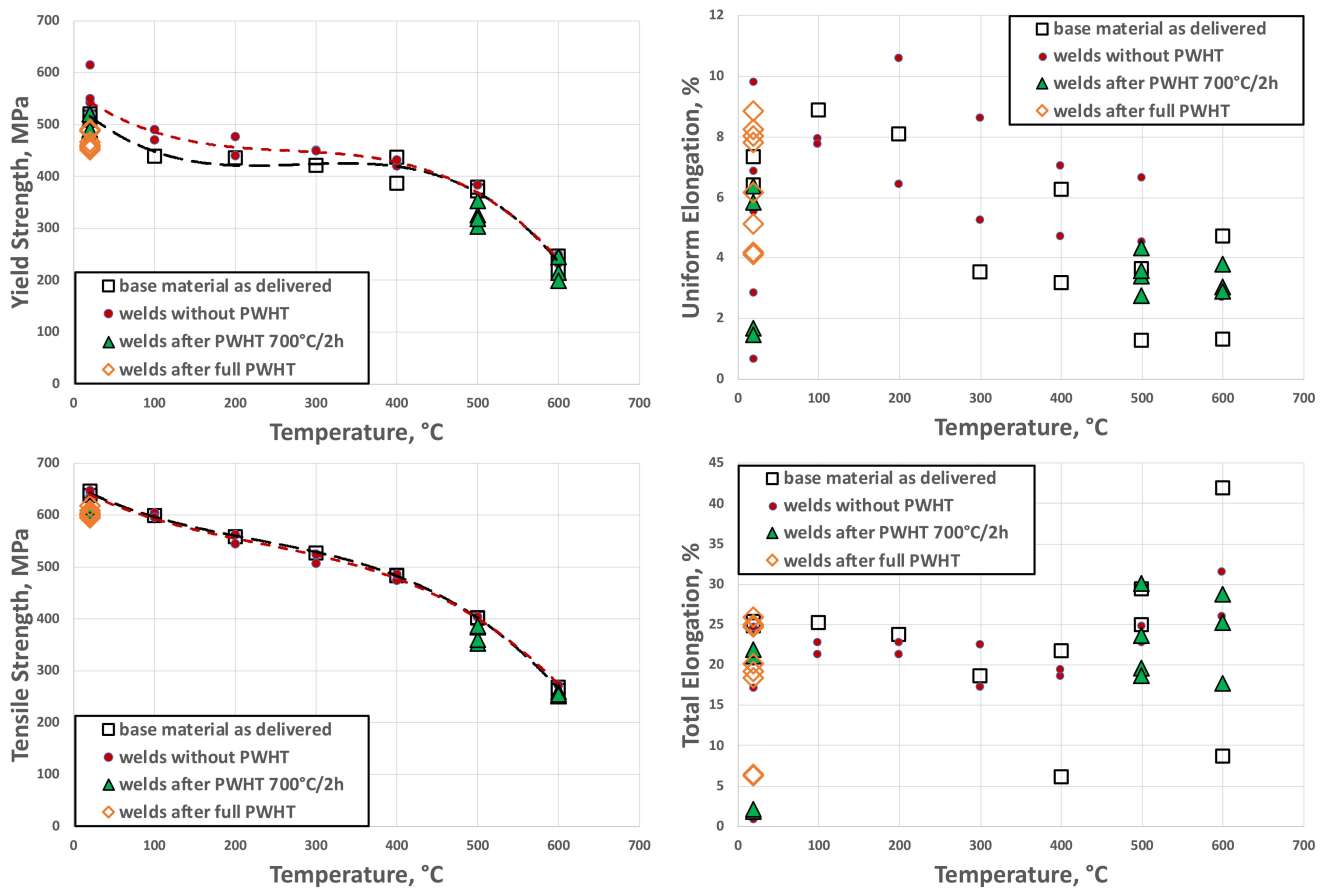 700
600
500
400
300
200
100
0
Yield Strength, MPa
base material as delivered
welds without PWHT
welds after PWHT 700°C/2h
welds after full PWHT
0 100 200 300 400 500 600 700
Temperature, °C
12
10
8
6
4
2
0
Uniform Elongation, %
base material as delivered
welds without PWHT
welds after PWHT 700°C/2h
welds after full PWHT
0 100 200 300 400 500 600 700
Temperature, °C
700
600
500
400
300
200
100
0
Tensile Strength, MPa
base material as delivered
welds without PWHT
welds after PWHT 700°C/2h
welds after full PWHT
0 100 200 300 400 500 600 700
Temperature, °C
45
40
35
30
25
20
15
10
5
0
Total Elongation, %
base material as delivered
welds without PWHT
welds after PWHT 700°C/2h
welds after full PWHT
0 100 200 300 400 500 600 700
Temperature, °C